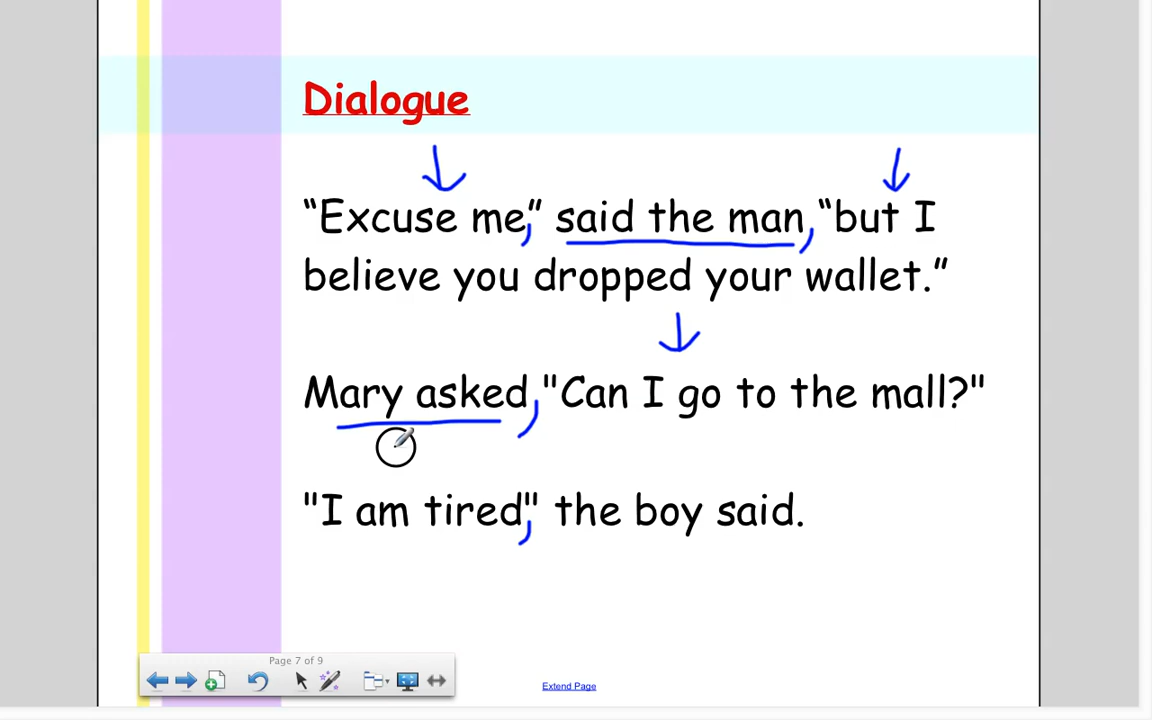 Dialogue
“Excuse me,” said the man, “but I
believe you dropped your wallet.”
Mary asked, "Can I go to the mall?"
"I am tired," the boy said.
Page 7 of 9
Extend Page